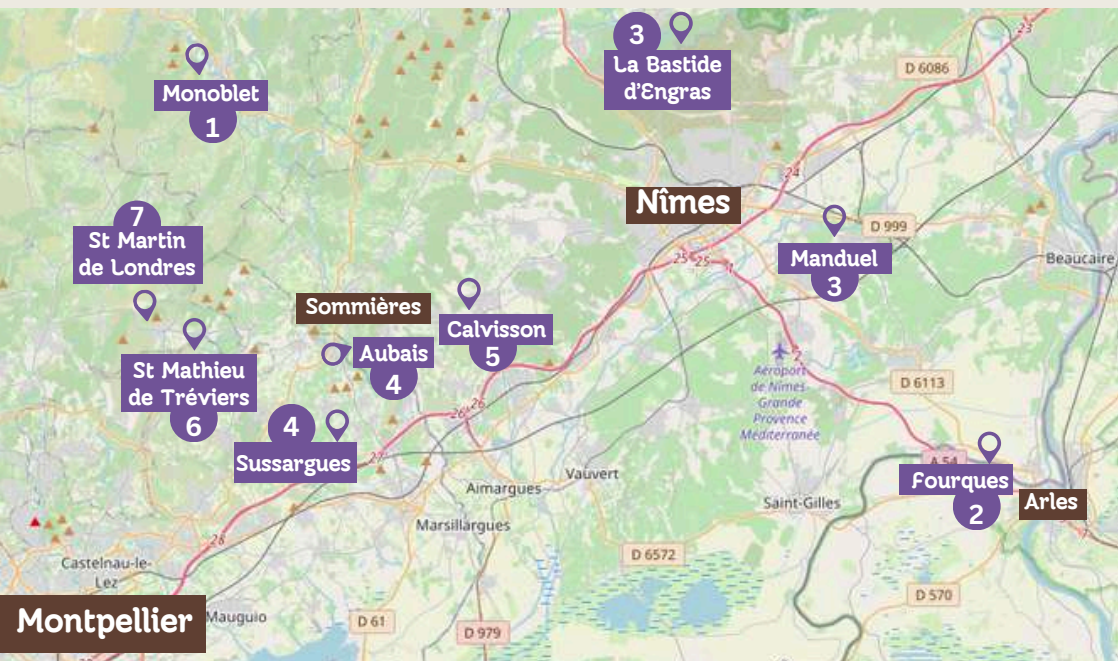 3
La Bastide
d'Engras
23
D 6086
Monoblet
1
24
Nîmes
7
St Martin
de Londres
D 999
25
25
1
Manduel
3
Beaucaire
Sommières
Calvisson
5
Aubais
4
2
Aéroport
de Nîmes-
Grande
Provence
Méditerranée
St Mathieu
de Tréviers
6
D 6113
26
26
4
Sussargues
27
A 54
Fourques
2
Arles
7
Vauvert
Aimargues
Saint-Gilles
Marsillargues
28
Castelnau-le-
Lez
D 6572
D 570
Montpellier
Mauguio
D 61
D 979